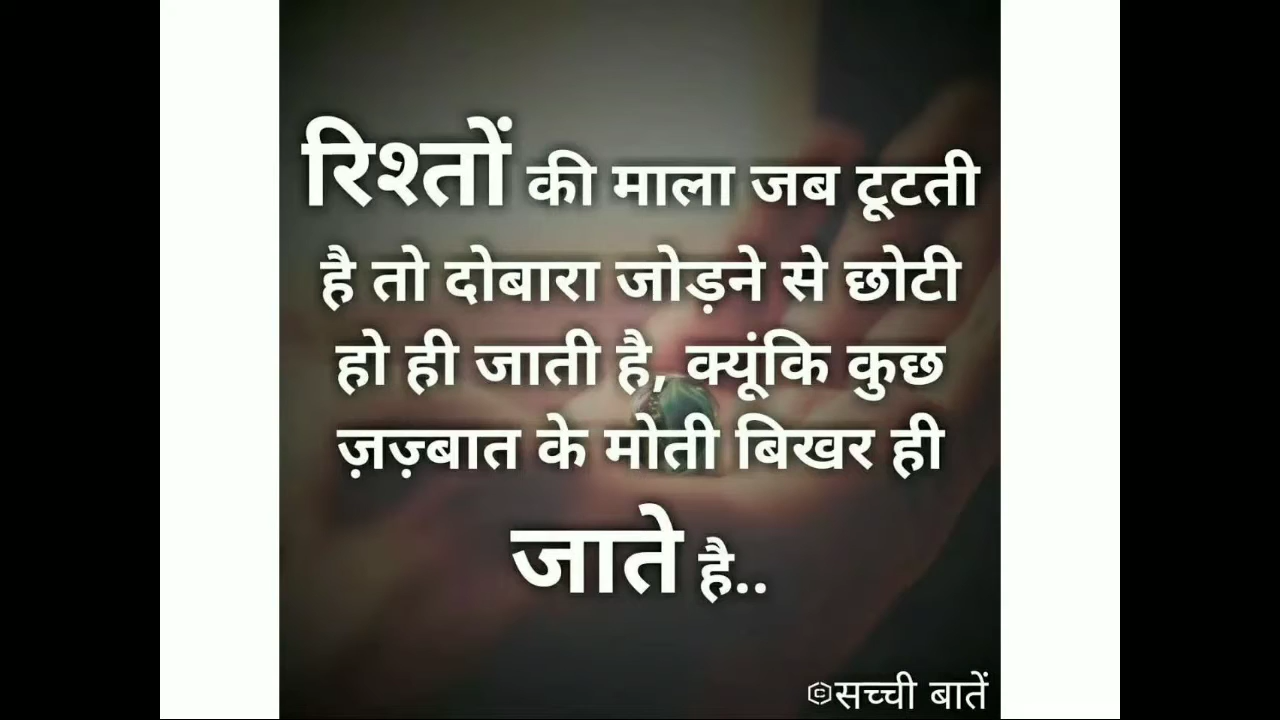 रिश्तों की माला जब टूटती
है तो दोबारा जोड़ने से छोटी
हो ही जाती है, क्यूंकि कुछ
ज़ज़्बात के मोती बिखर ही
जाते है..
©सच्ची बातें